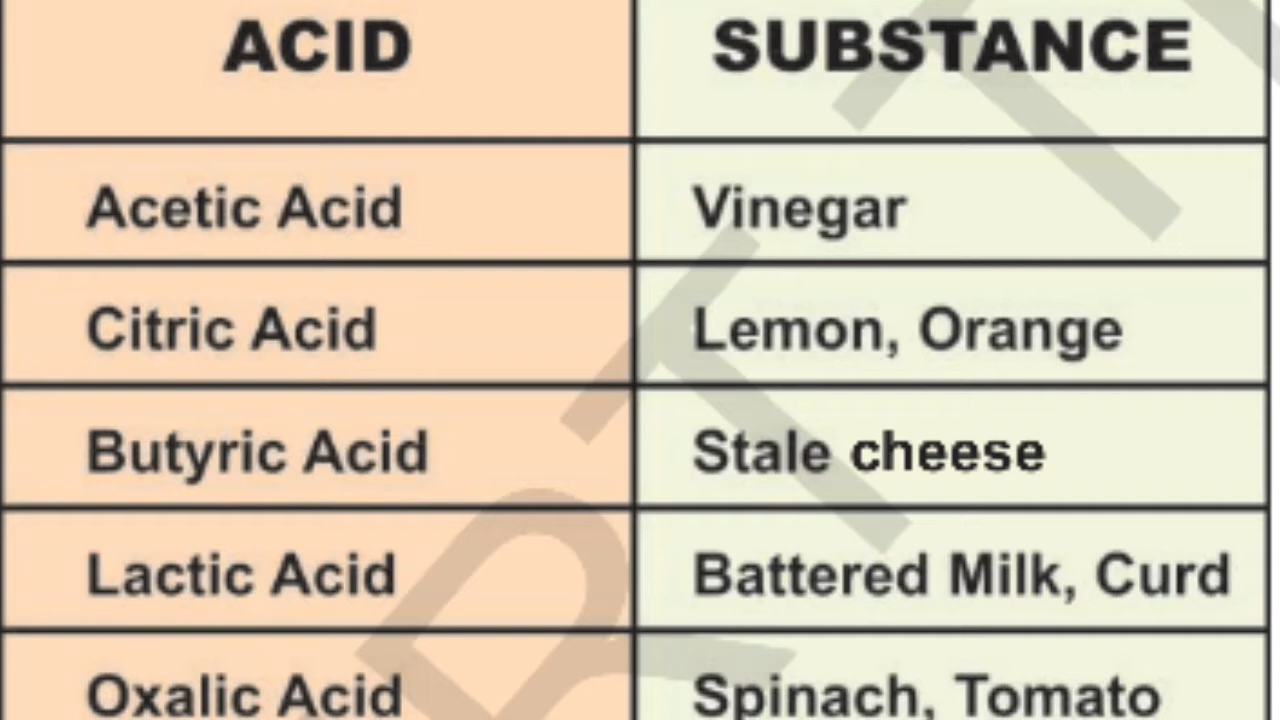 ACID SUBSTANCE
Acetic Acid Vinegar
Citric Acid Lemon, Orange
Butyric Acid Stale cheese
Lactic Acid Battered Milk, Curd
Oxalic Acid Spinach, Tomato